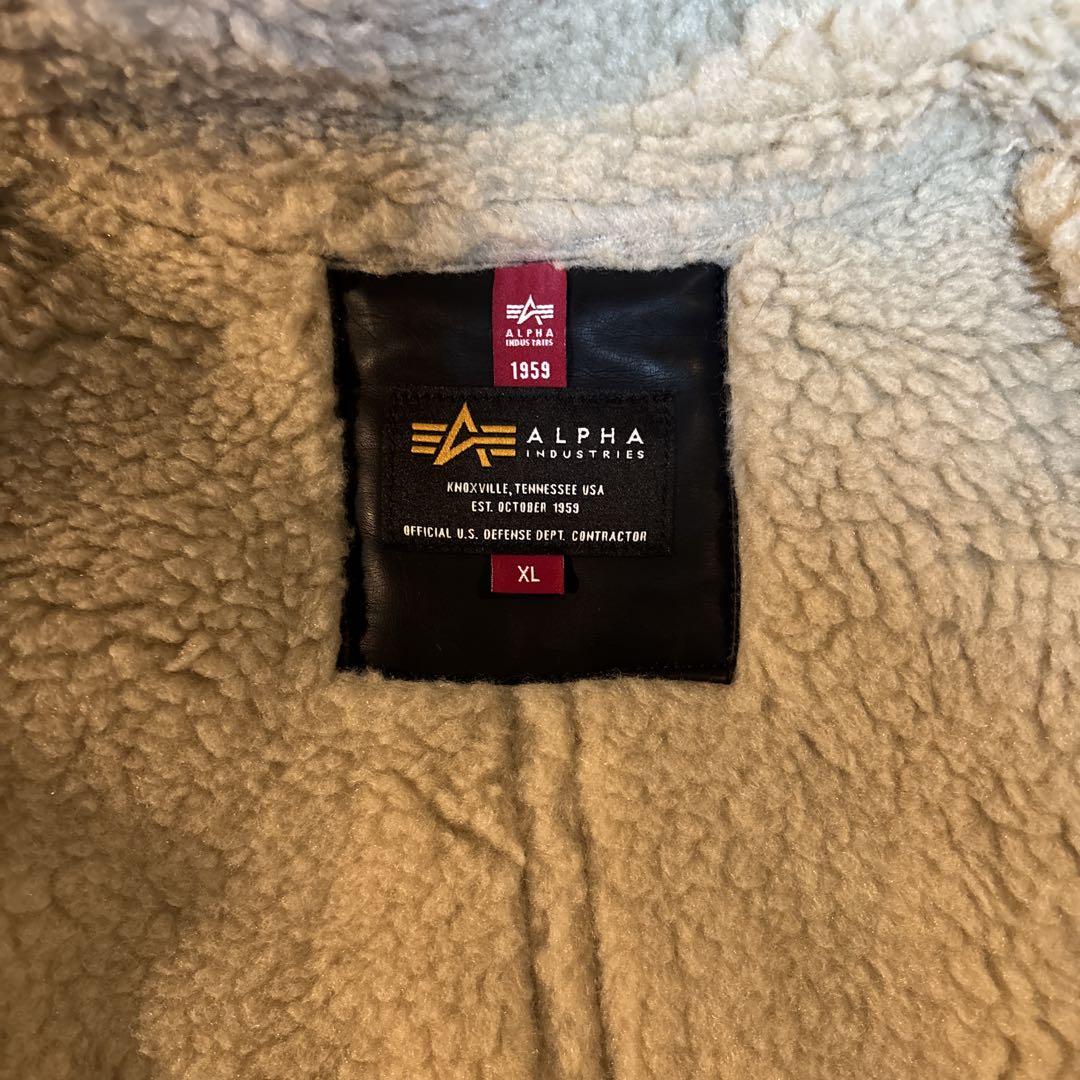 ALPHA
INDUSTRIES
1959
ALPHA
INDUSTRIES
KNOXVILLE, TENNESSEE USA
EST. OCTOBER 1959
OFFICIAL U.S. DEFENSE DEPT. CONTRACTOR
XL